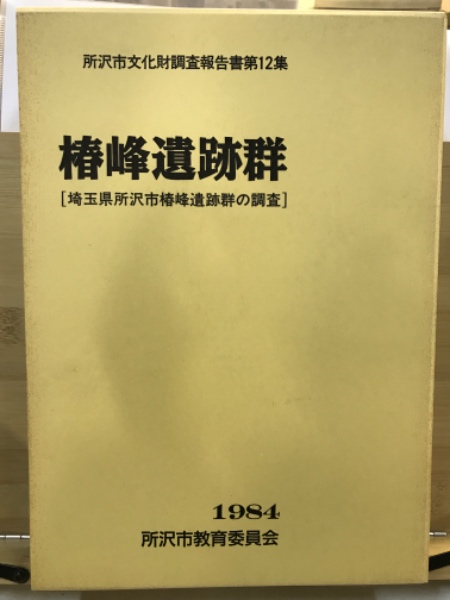 所沢市文化財調査報告書第12集
椿峰遺跡群
[埼玉県所沢市椿峰遺跡群の調査]
1984
所沢市教育委員会